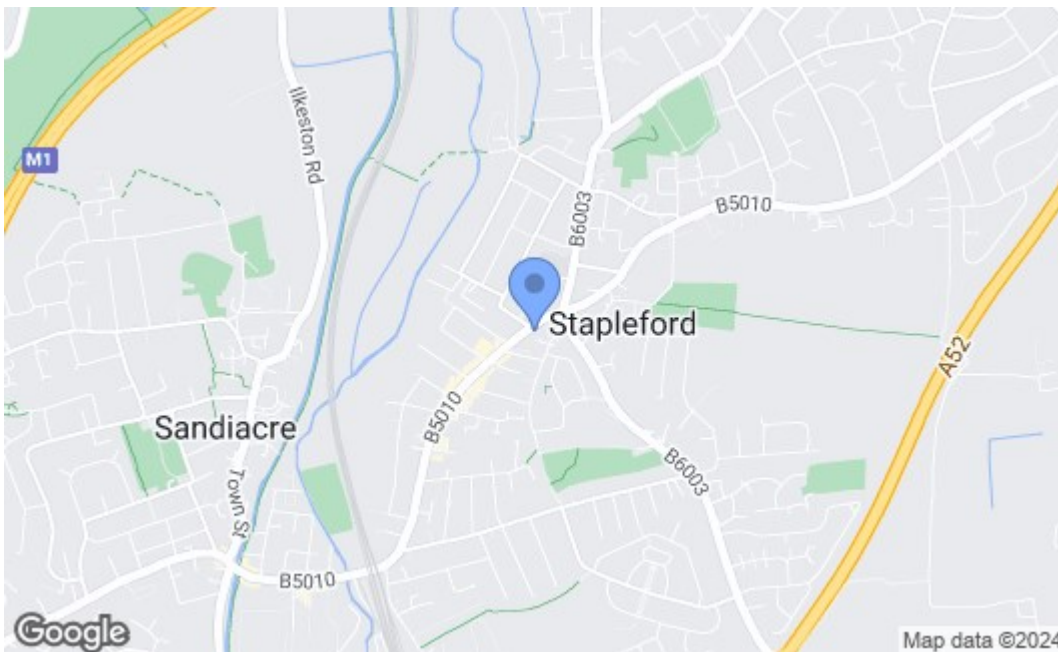 M1
Ilkeston Rd
B6003
B5010
Stapleford
A52
B5010
Sandiacre
B6003
Town St
B5010
Google
Map data ©2024